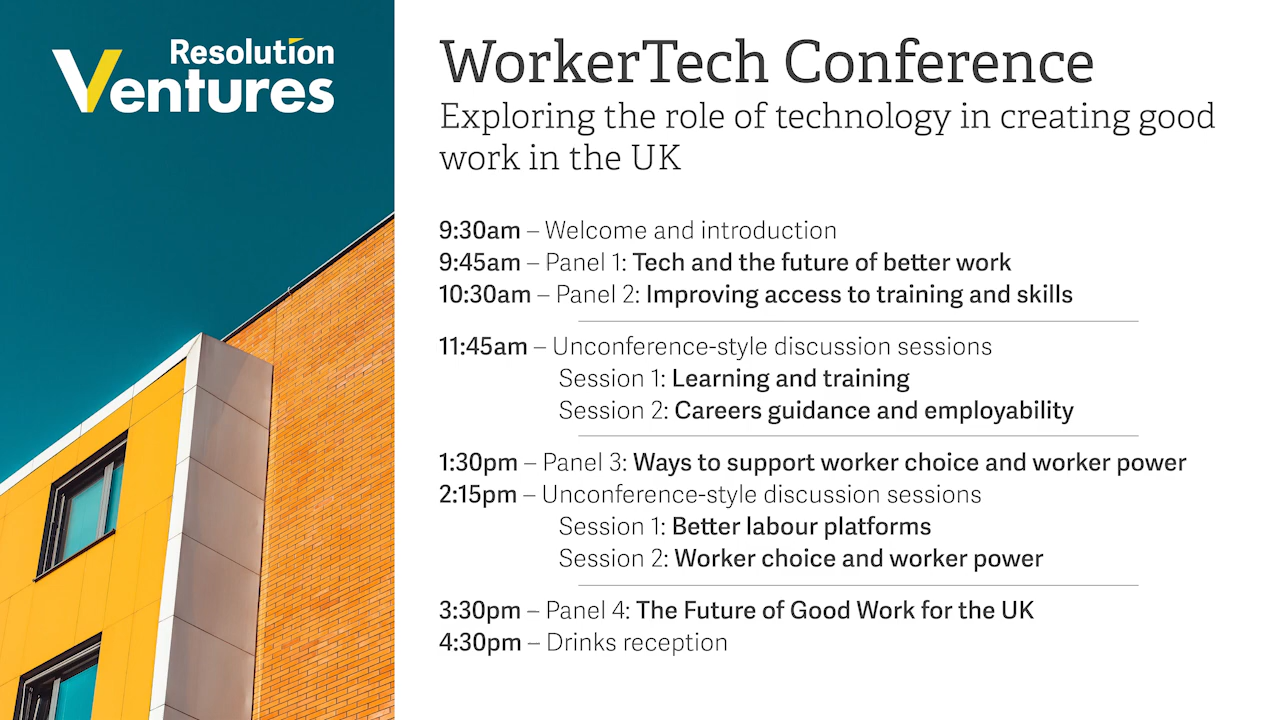 Resolution
Ventures
WorkerTech Conference
Exploring the role of technology in creating good
work in the UK
9:30am – Welcome and introduction
9:45am – Panel 1: Tech and the future of better work
10:30am – Panel 2: Improving access to training and skills
11:45am – Unconference-style discussion sessions
Session 1: Learning and training
Session 2: Careers guidance and employability
1:30pm – Panel 3: Ways to support worker choice and worker power
2:15pm – Unconference-style discussion sessions
Session 1: Better labour platforms
Session 2: Worker choice and worker power
3:30pm – Panel 4: The Future of Good Work for the UK
4:30pm – Drinks reception